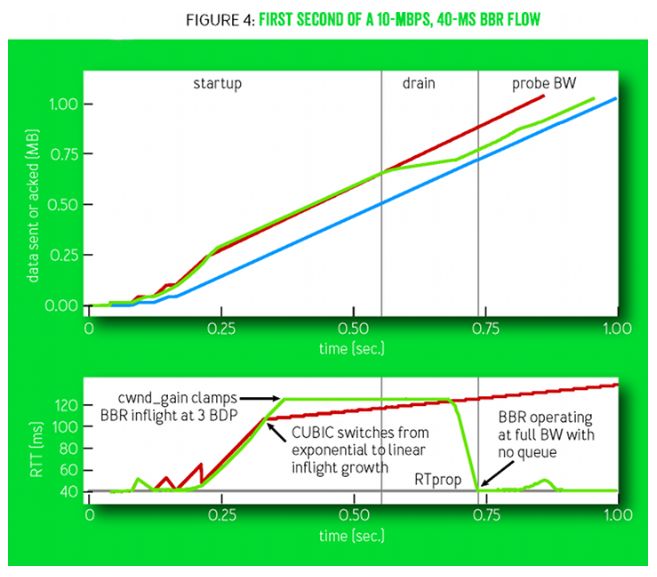 FIGURE 4: FIRST SECOND OF A 10-MBPS, 40-MS BBR FLOW
startup
drain
probe BW
data sent or acked (MB)
1.00
0.75
0.50
0.25
0.00
0
0.25
0.50
0.75
1.00
time (sec.)
cwnd_gain clamps
BBR inflight at 3 BDP
CUBIC switches from
exponential to linear
inflight growth
BBR operating
at full BW with
no queue
RTprop
RTT (ms)
120
100
80
60
40
0
0.25
0.50
0.75
1.00
time (sec.)